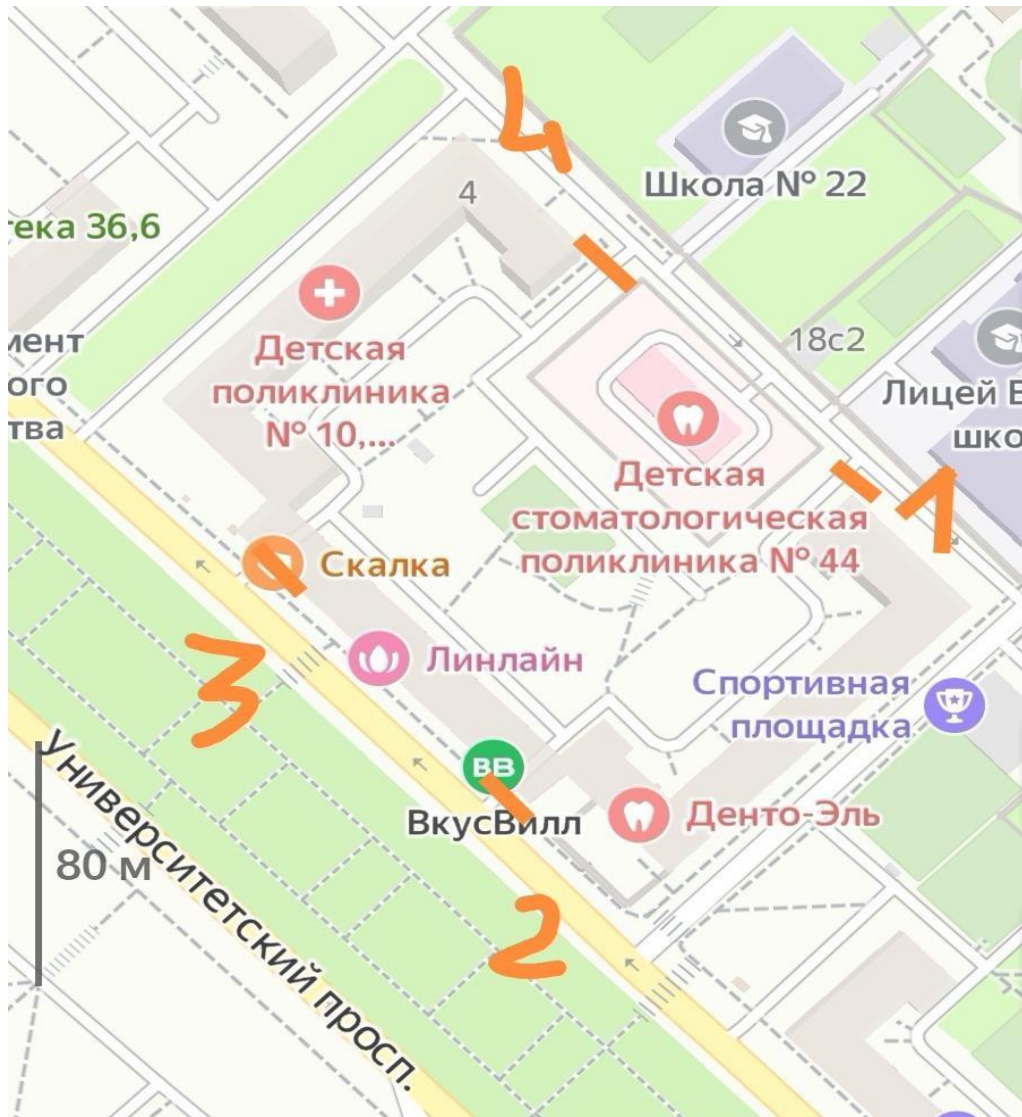 4
4
Школа № 22
тека 36,6
Детская
поликлиника
№ 10,...
мент
ого
тва
18с2
Лицей В
шко
Детская
стоматологическая
поликлиника № 44
1
Скалка
Линлайн
3
Спортивная
площадка
ВВ
ВкусВилл
Денто-Эль
80 м
2
Университетский просп.